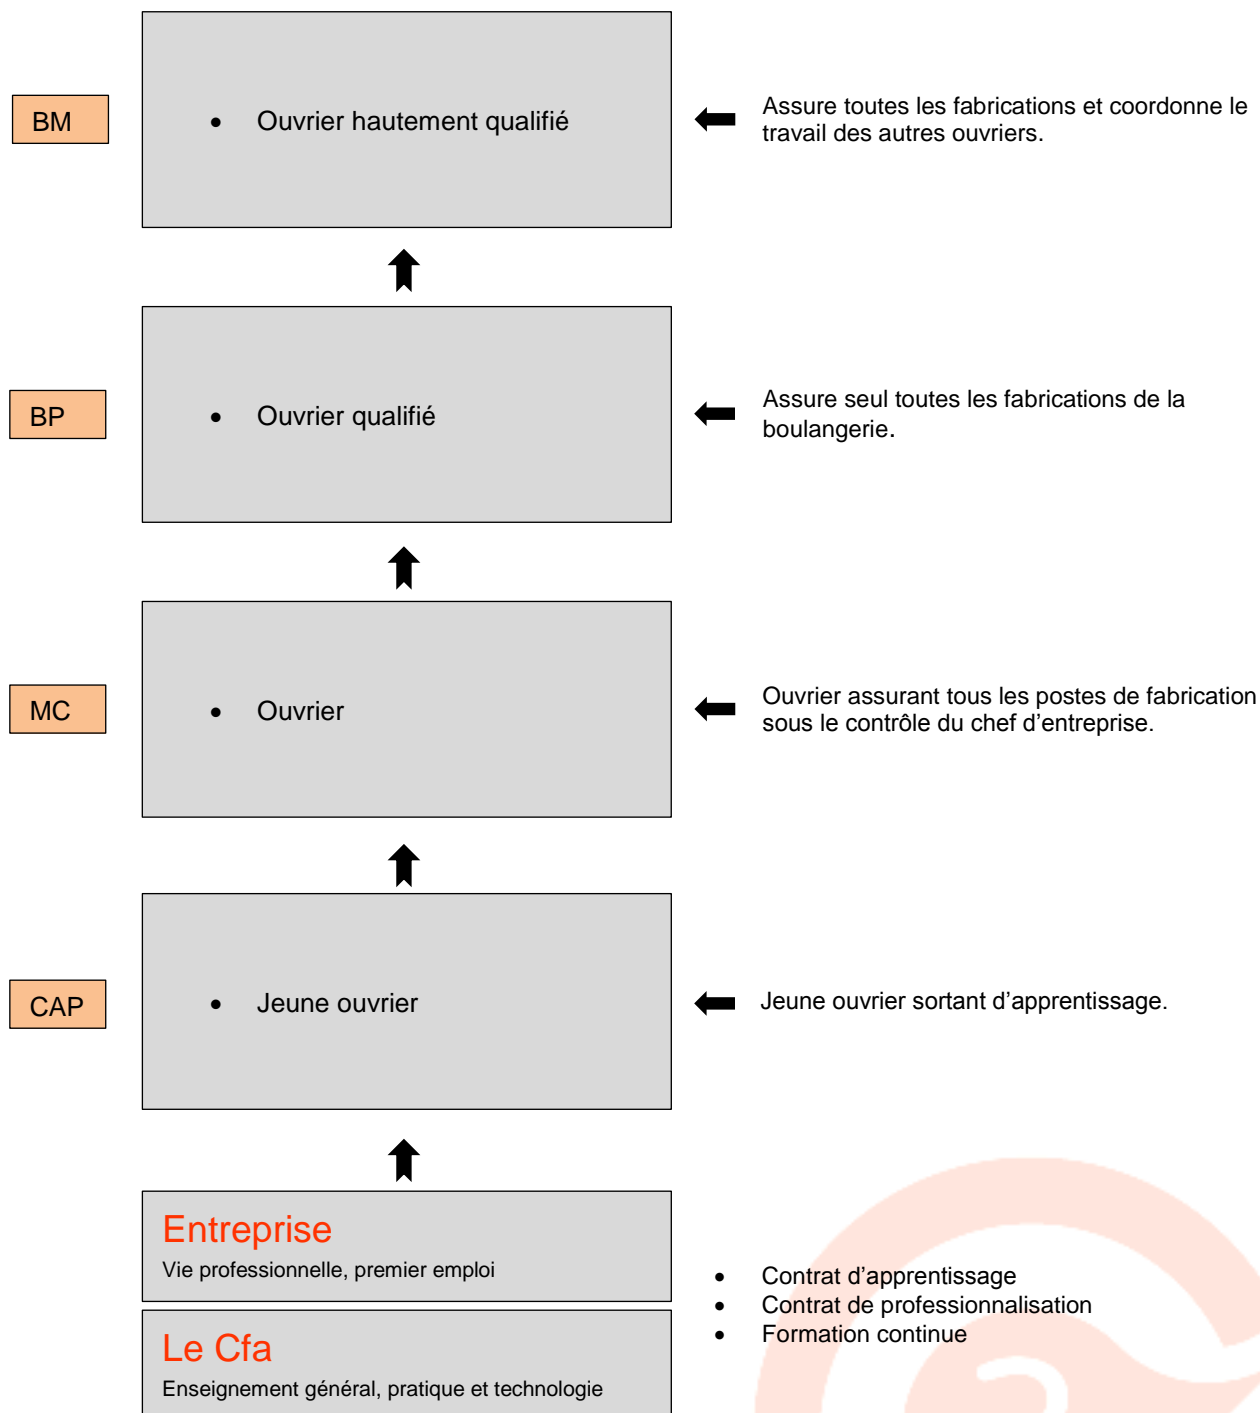 BM
• Ouvrier hautement qualifié
Assure toutes les fabrications et coordonne le
travail des autres ouvriers.
BP
• Ouvrier qualifié
Assure seul toutes les fabrications de la
boulangerie.
MC
• Ouvrier
Ouvrier assurant tous les postes de fabrication
sous le contrôle du chef d’entreprise.
CAP
• Jeune ouvrier
Jeune ouvrier sortant d’apprentissage.
Entreprise
Vie professionnelle, premier emploi
• Contrat d’apprentissage
• Contrat de professionnalisation
• Formation continue
Le Cfa
Enseignement général, pratique et technologie